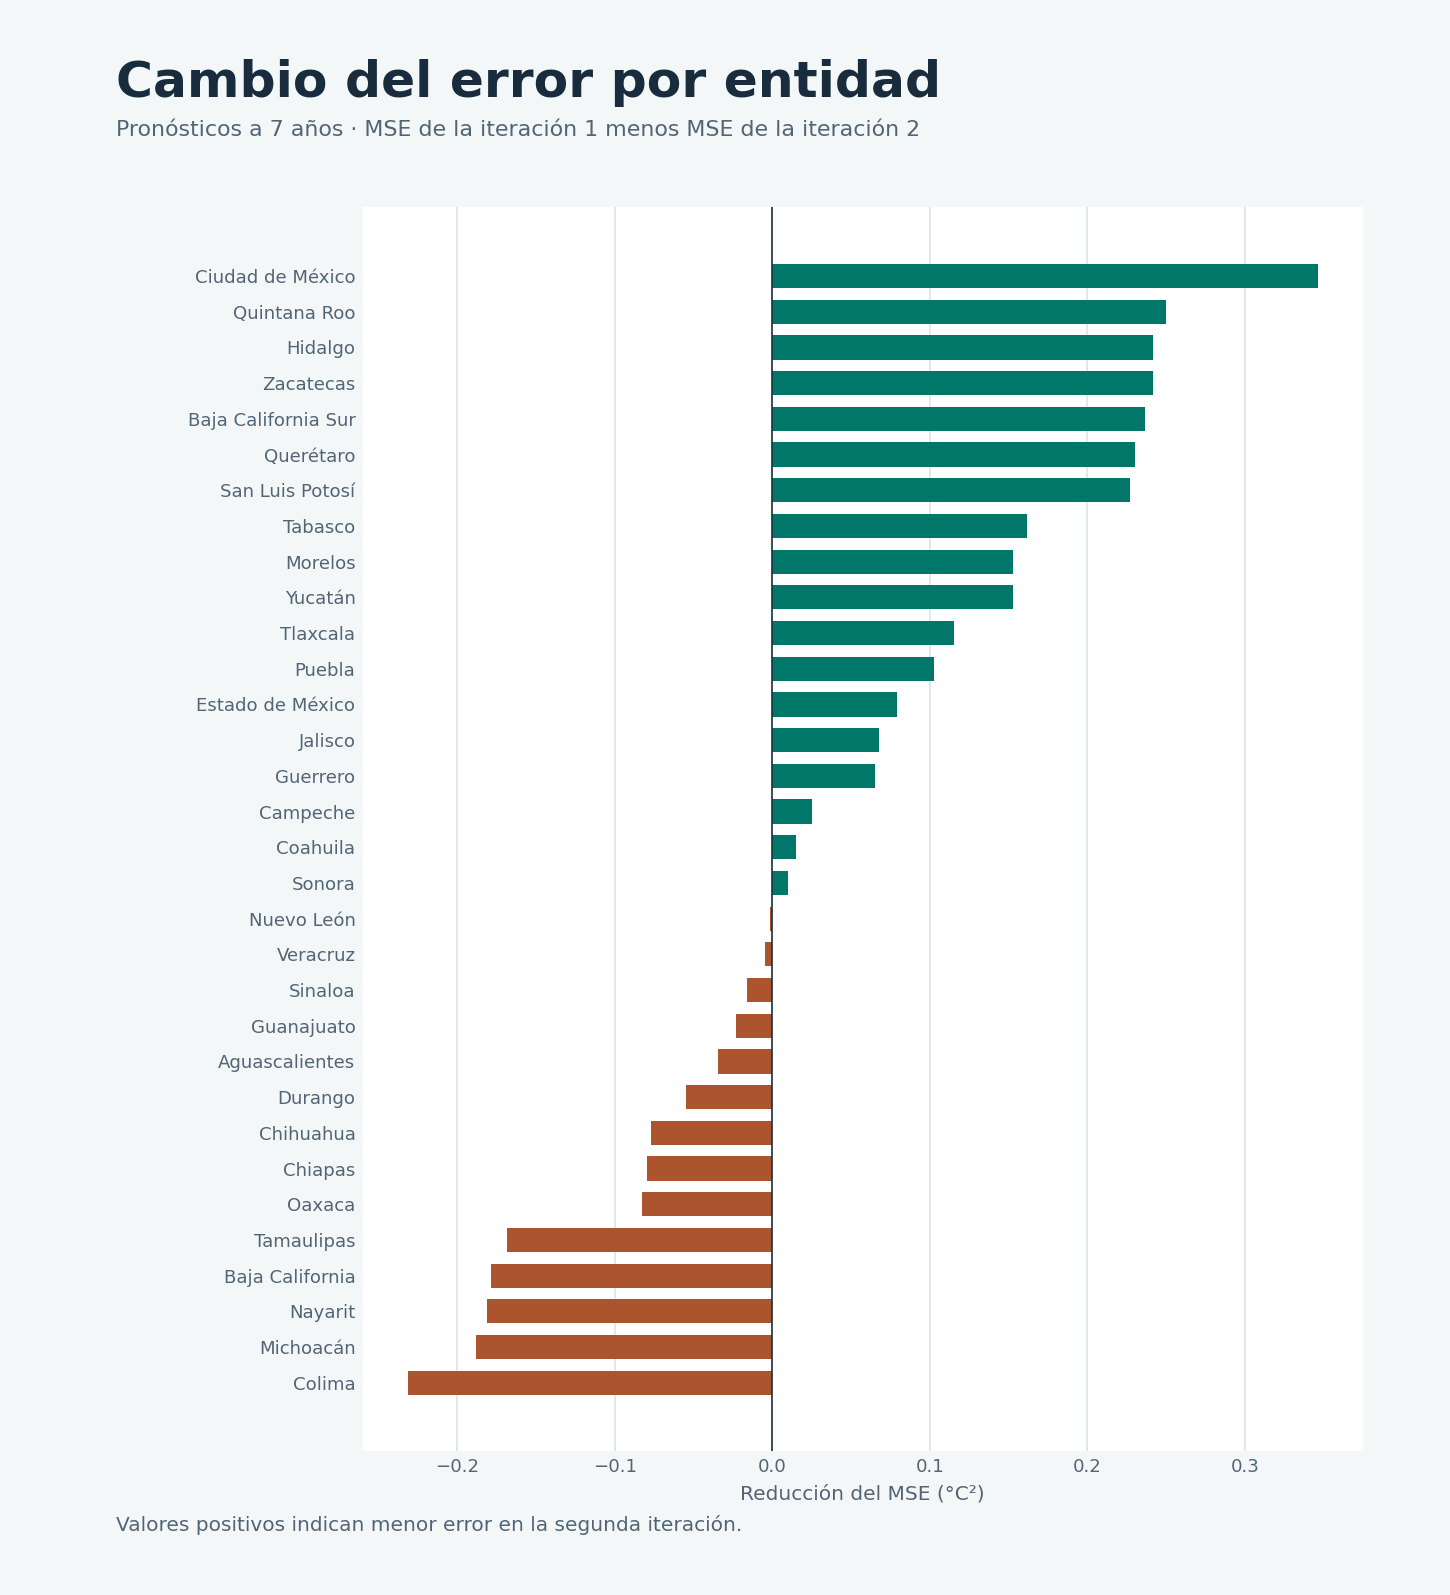 Cambio del error por entidad
Pronósticos a 7 años · MSE de la iteración 1 menos MSE de la iteración 2
Ciudad de México
Quintana Roo
Hidalgo
Zacatecas
Baja California Sur
Querétaro
San Luis Potosí
Tabasco
Morelos
Yucatán
Tlaxcala
Puebla
Estado de México
Jalisco
Guerrero
Campeche
Coahuila
Sonora
Nuevo León
Veracruz
Sinaloa
Guanajuato
Aguascalientes
Durango
Chihuahua
Chiapas
Oaxaca
Tamaulipas
Baja California
Nayarit
Michoacán
Colima
−0.2 −0.1 0.0 0.1 0.2 0.3
Reducción del MSE (°C²)
Valores positivos indican menor error en la segunda iteración.